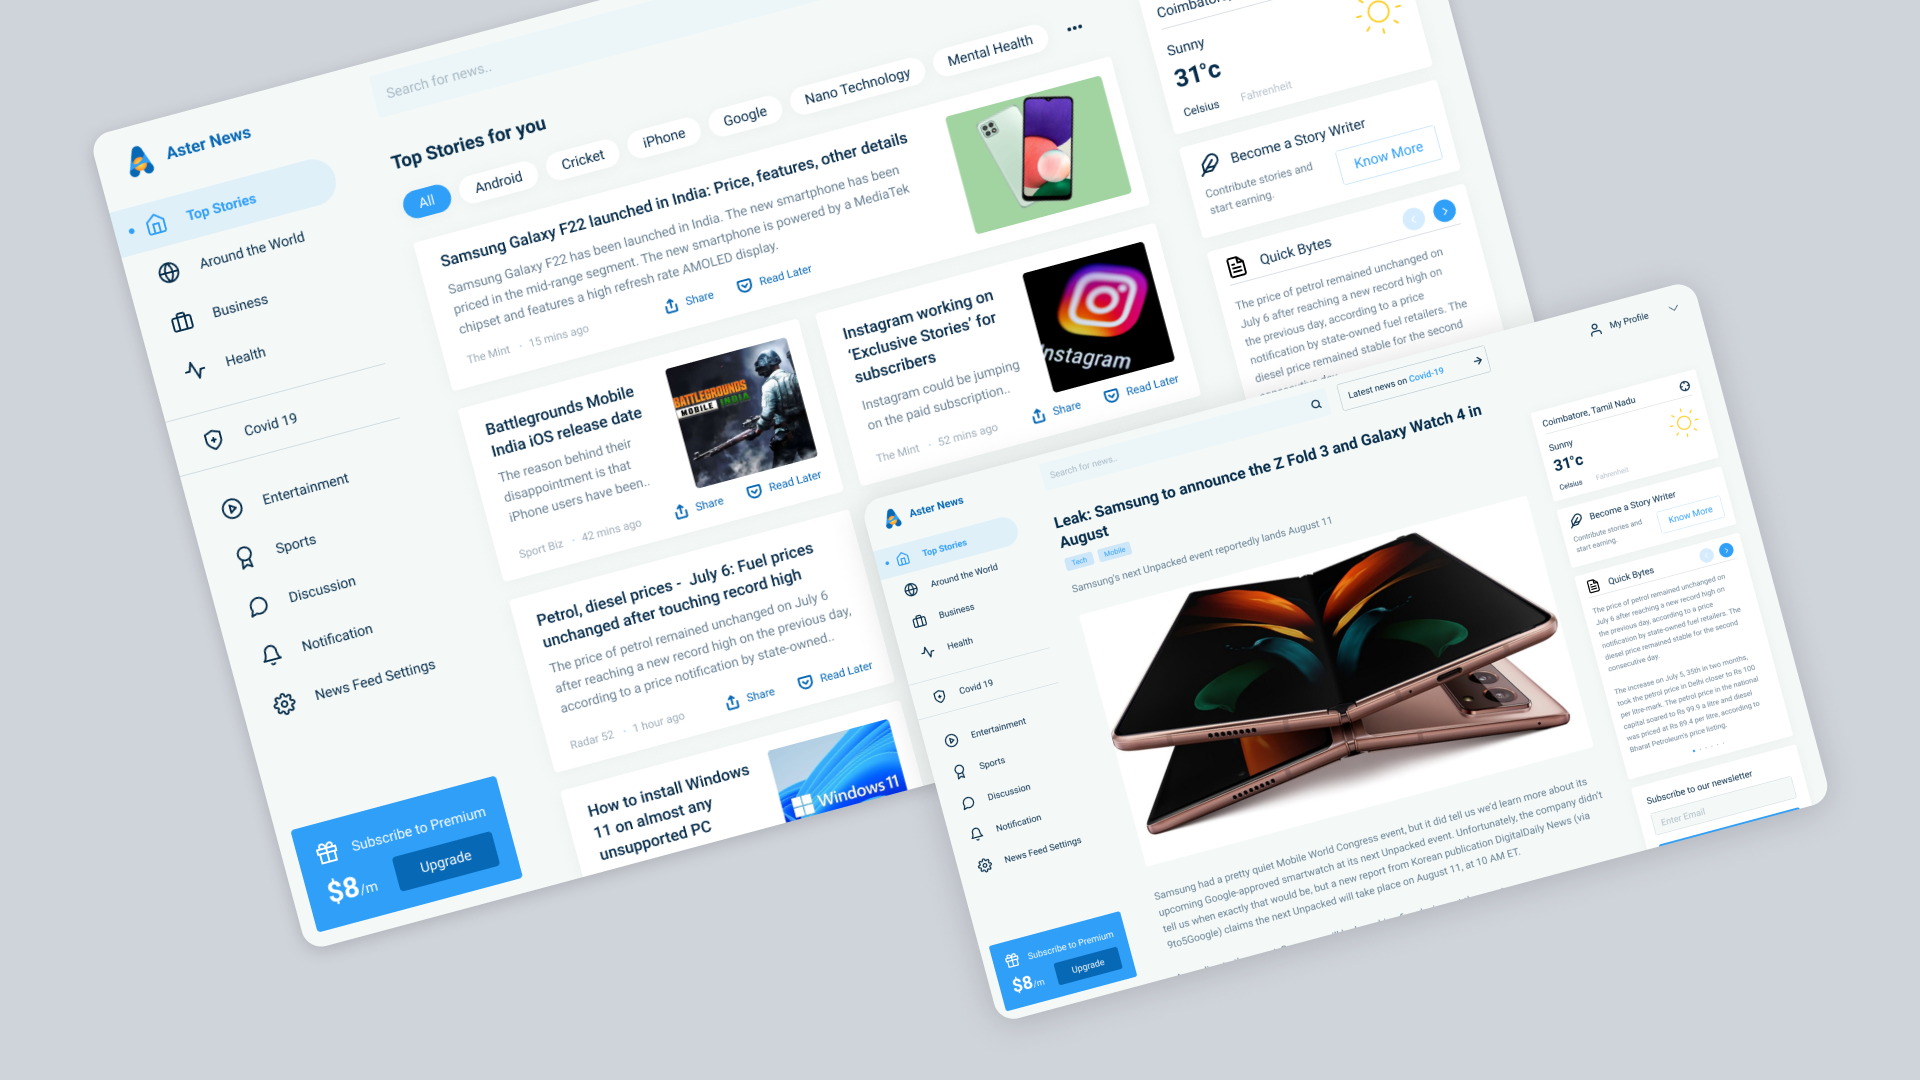 Aster News
Top Stories
Around the World
Business
Health
Covid 19
Entertainment
Sports
Discussion
Notification
News Feed Settings
Subscribe to Premium
$8/m
Upgrade
Search for news..
Top Stories for you
All
Android
Cricket
iPhone
Google
Nano Technology
Mental Health
Samsung Galaxy F22 launched in India: Price, features, other details
Samsung Galaxy F22 has been launched in India. The new smartphone has been
priced in the mid-range segment. The new smartphone is powered by a MediaTek
chipset and features a high refresh rate AMOLED display.
The Mint · 15 mins ago
Share
Read Later
Battlegrounds Mobile
India iOS release date
The reason behind their
disappointment is that
iPhone users have been..
Sport Biz · 42 mins ago
Share
Read Later
BATTLEGROUNDS
MOBILE INDIA
Instagram working on
‘Exclusive Stories’ for
subscribers
Instagram could be jumping
on the paid subscription..
The Mint · 52 mins ago
Share
Read Later
Instagram
Petrol, diesel prices - July 6: Fuel prices
unchanged after touching record high
The price of petrol remained unchanged on July 6
after reaching a new record high on the previous day,
according to a price notification by state-owned..
Radar 52 · 1 hour ago
Share
Read Later
How to install Windows
11 on almost any
unsupported PC
Windows 11
Sunny
31°c
Celsius
Fahrenheit
Become a Story Writer
Contribute stories and
start earning.
Know More
Quick Bytes
The price of petrol remained unchanged on
July 6 after reaching a new record high on
the previous day, according to a price
notification by state-owned fuel retailers. The
diesel price remained stable for the second
Aster News
Top Stories
Around the World
Business
Health
Covid 19
Entertainment
Sports
Discussion
Notification
News Feed Settings
Subscribe to Premium
$8/m
Upgrade
Search for news..
Latest news on Covid-19
My Profile
Leak: Samsung to announce the Z Fold 3 and Galaxy Watch 4 in
August
Tech
Mobile
Samsung's next Unpacked event reportedly lands August 11
Samsung had a pretty quiet Mobile World Congress event, but it did tell us we'd learn more about its
upcoming Google-approved smartwatch at its next Unpacked event. Unfortunately, the company didn't
tell us when exactly that would be, but a new report from Korean publication DigitalDaily News (via
9to5Google) claims the next Unpacked will take place on August 11, at 10 AM ET.
Coimbatore, Tamil Nadu
Sunny
31°c
Celsius
Fahrenheit
Become a Story Writer
Contribute stories and
start earning.
Know More
Quick Bytes
The price of petrol remained unchanged on
July 6 after reaching a new record high on
the previous day, according to a price
notification by state-owned fuel retailers. The
diesel price remained stable for the second
consecutive day.
The increase on July 5, 35th in two months,
took the petrol price in Delhi closer to Rs 100
per litre-mark. The petrol price in the national
capital soared to Rs 99.9 a litre and diesel
was priced at Rs 89.4 per litre, according to
Bharat Petroleum's price listing.
Subscribe to our newsletter
Enter Email